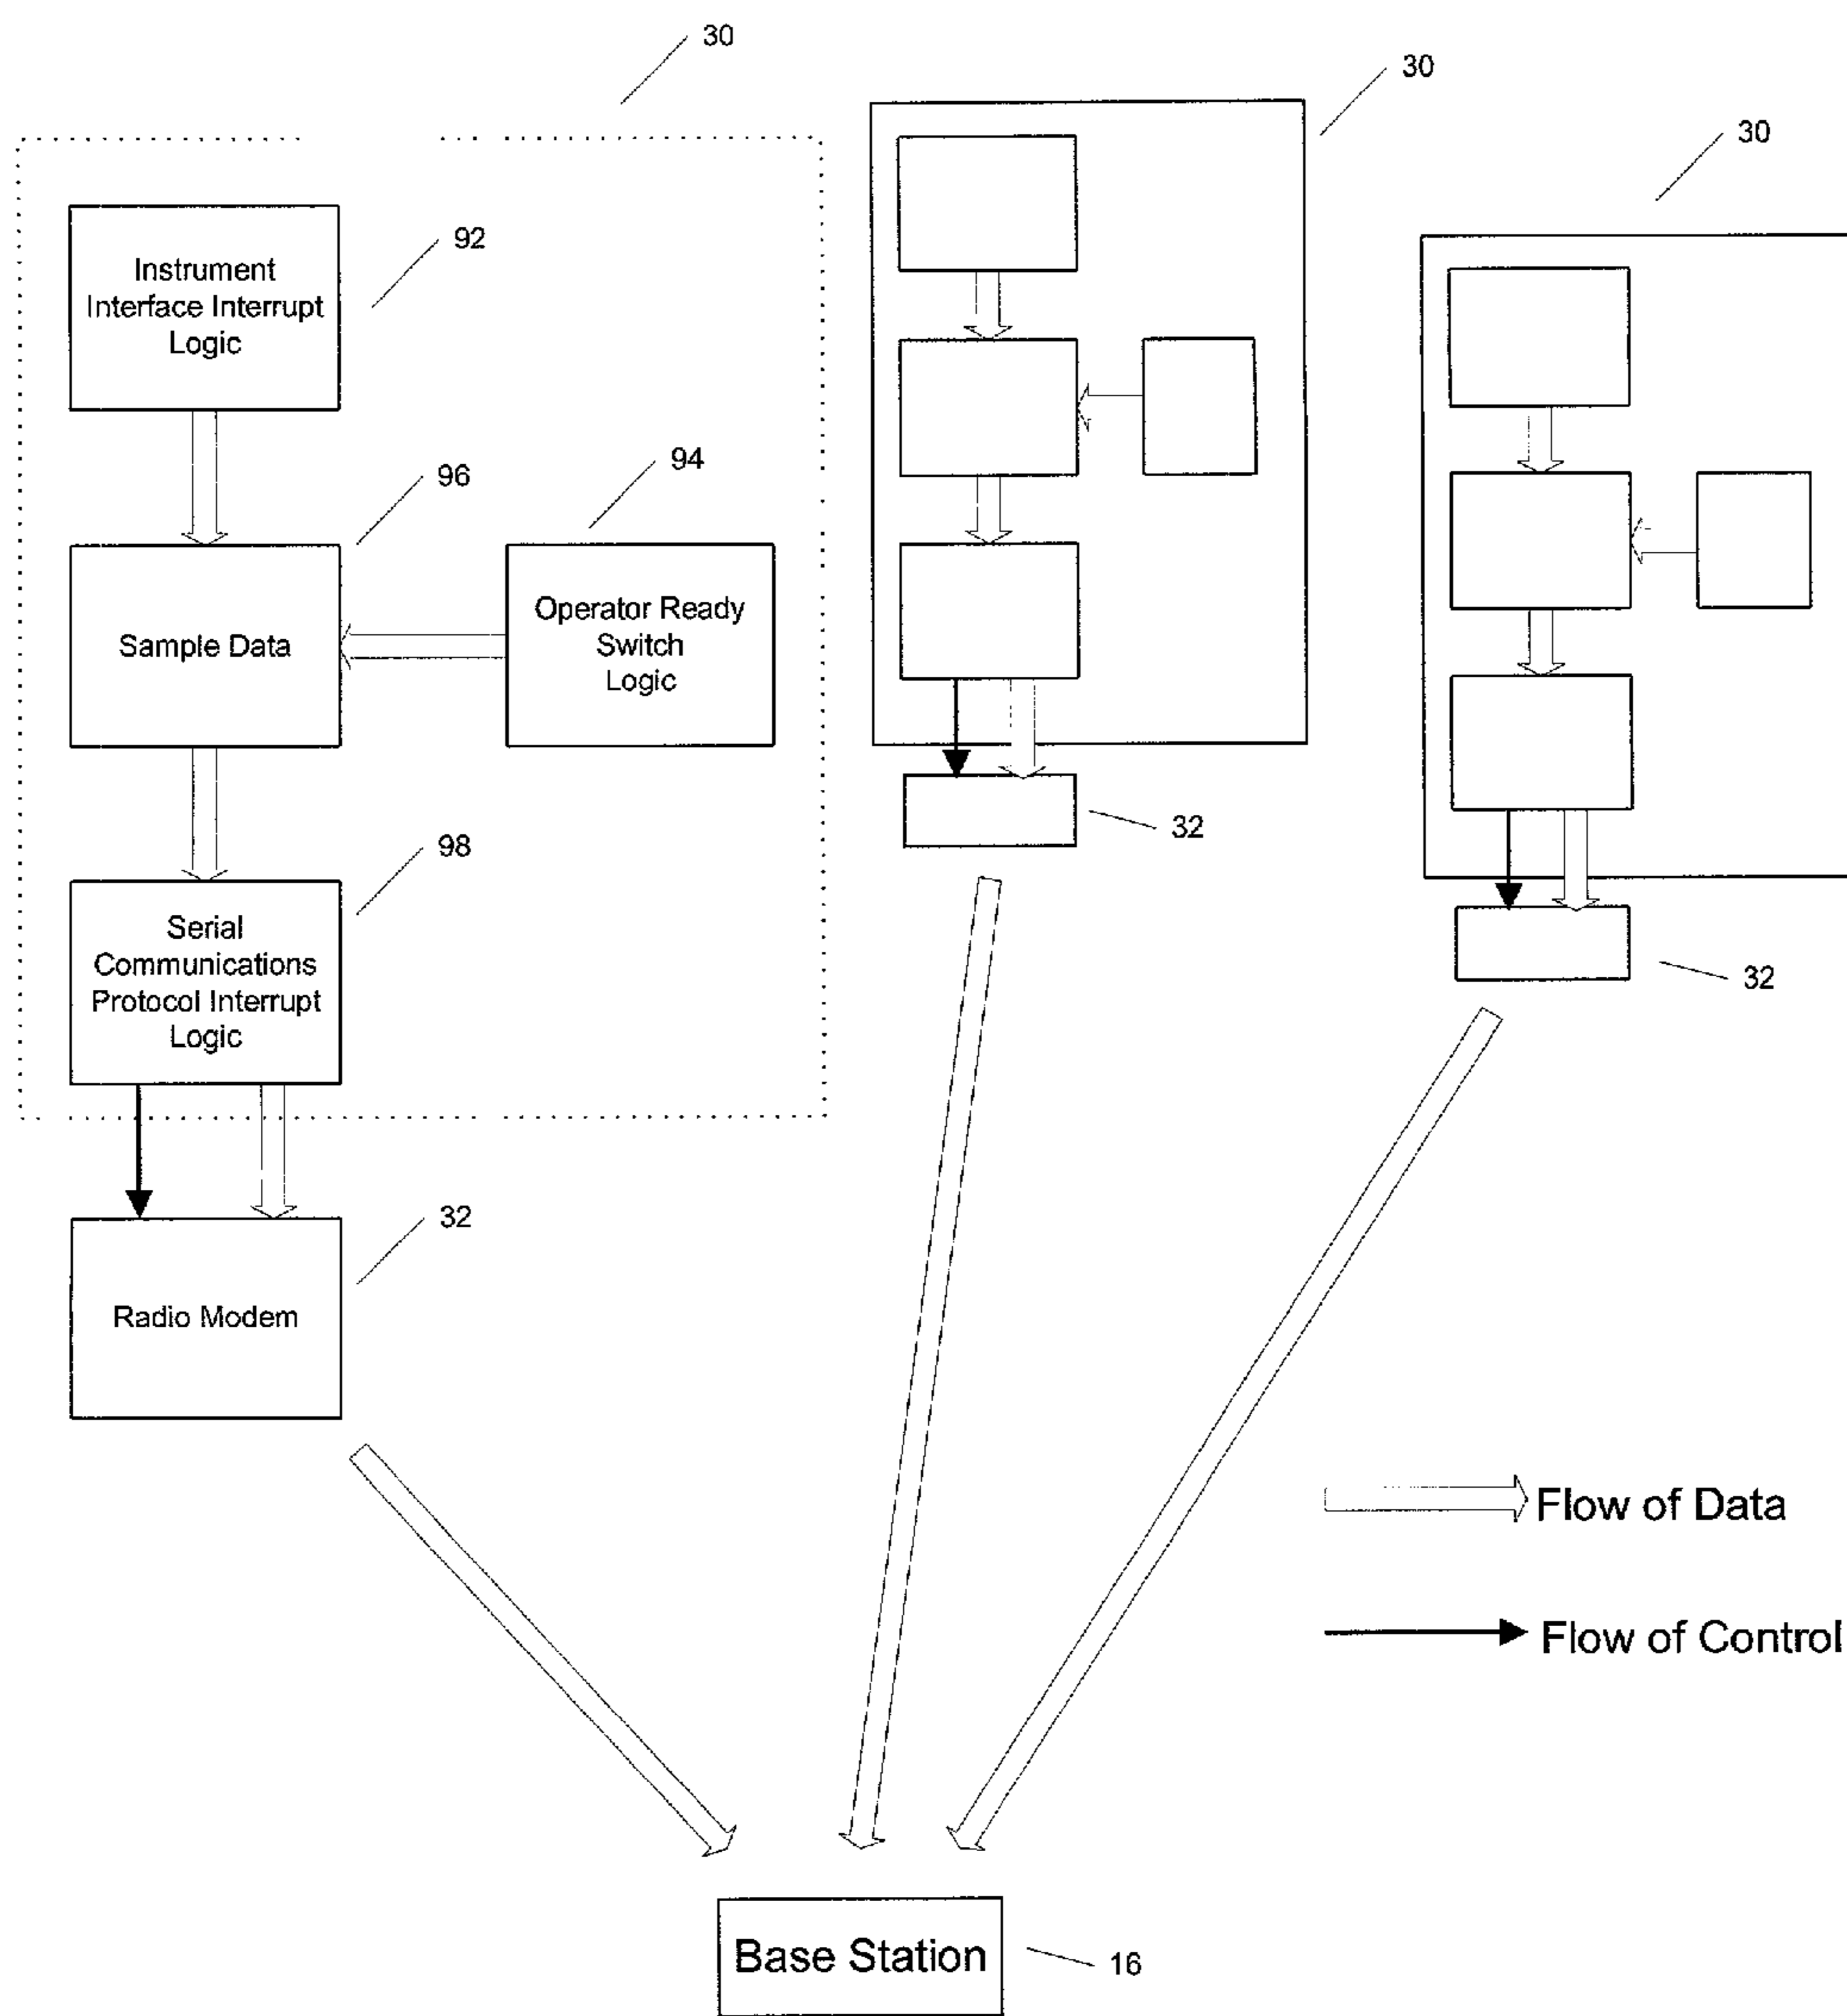 30
30
30
92
Instrument
Interface Interrupt
Logic
96
94
Sample Data
Operator Ready
Switch
Logic
32
98
Serial
Communications
Protocol Interrupt
Logic
32
32
Radio Modem
Flow of Data
Flow of Control
Base Station
16